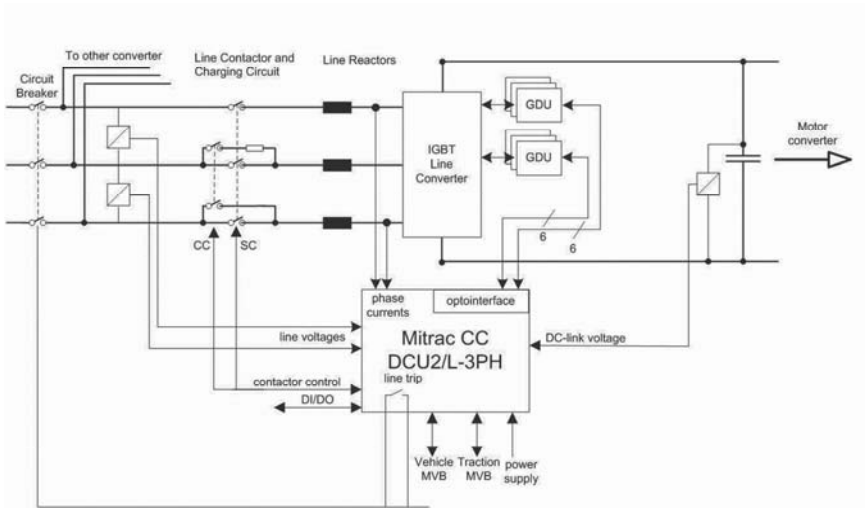 To other converter
Circuit
Breaker
Line Contactor and
Charging Circuit
Line Reactors
IGBT
Line
Converter
GDU
GDU
Motor
converter
6
6
CC
SC
phase
currents
optointerface
Mitrac CC
DCU2/L-3PH
line voltages
DC-link voltage
contactor control
line trip
DI/DO
Vehicle
MVB
Traction
MVB
power
supply